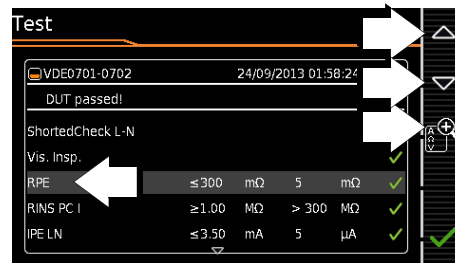 Test
VDE0701-0702 24/09/2013 01:58:24
DUT passed!
ShortedCheck L-N
Vis. Insp.
RPE ≤300 mΩ 5 mΩ
RINS PC I ≥1.00 MΩ > 300 MΩ
IPE LN ≤3.50 mA 5 µA
A
Ω
V